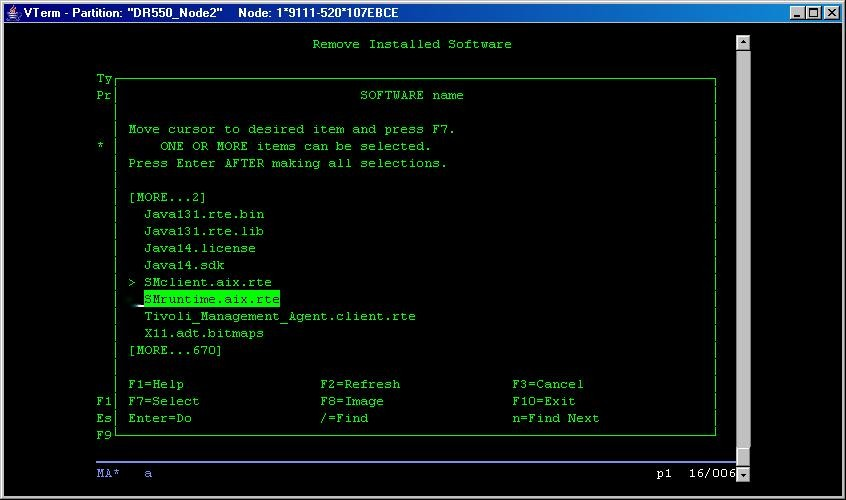 VTerm - Partition: "DR550_Node2"    Node: 1*9111-520*107EBCE
Remove Installed Software
Ty
Pr
SOFTWARE name
Move cursor to desired item and press F7.
* ONE OR MORE items can be selected.
Press Enter AFTER making all selections.
[MORE...2]
Java131.rte.bin
Java131.rte.lib
Java14.license
Java14.sdk
> SMclient.aix.rte
SMruntime.aix.rte
Tivoli_Management_Agent.client.rte
X11.adt.bitmaps
[MORE...670]
F1=Help F2=Refresh F3=Cancel
F1 F7=Select F8=Image F10=Exit
Es Enter=Do /=Find n=Find Next
F9
MA* a p1 16/006